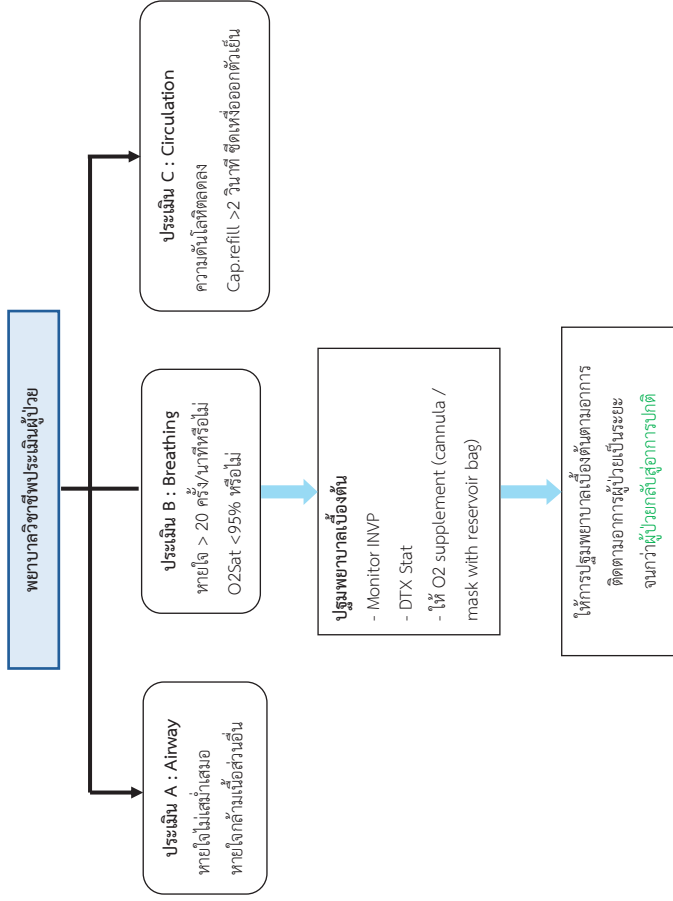 พยาบาลวิชาชีพประเมินผู้ป่วย
ประเมิน A : Airway
หายใจไม่เสม่ำเสมอ
หายใจกล้ามเนื้อส่วนอื่น
ประเมิน B : Breathing
หายใจ > 20 ครั้ง/นาทีหรือไม่
O2Sat <95% หรือไม่
ประเมิน C : Circulation
ความดันโลหิตลดลง
Cap.refill >2 วินาที ซีดเหงื่อออกตัวเย็น
ปฐมพยาบาลเบื้องต้น
- Monitor INVP
- DTX Stat
- ให้ O2 supplement (cannula /
mask with reservoir bag)
ให้การปฐมพยาบาลเบื้องต้นตามอาการ
ติดตามอาการผู้ป่วยเป็นระยะ
จนกว่าผู้ป่วยกลับสู่อาการปกติ